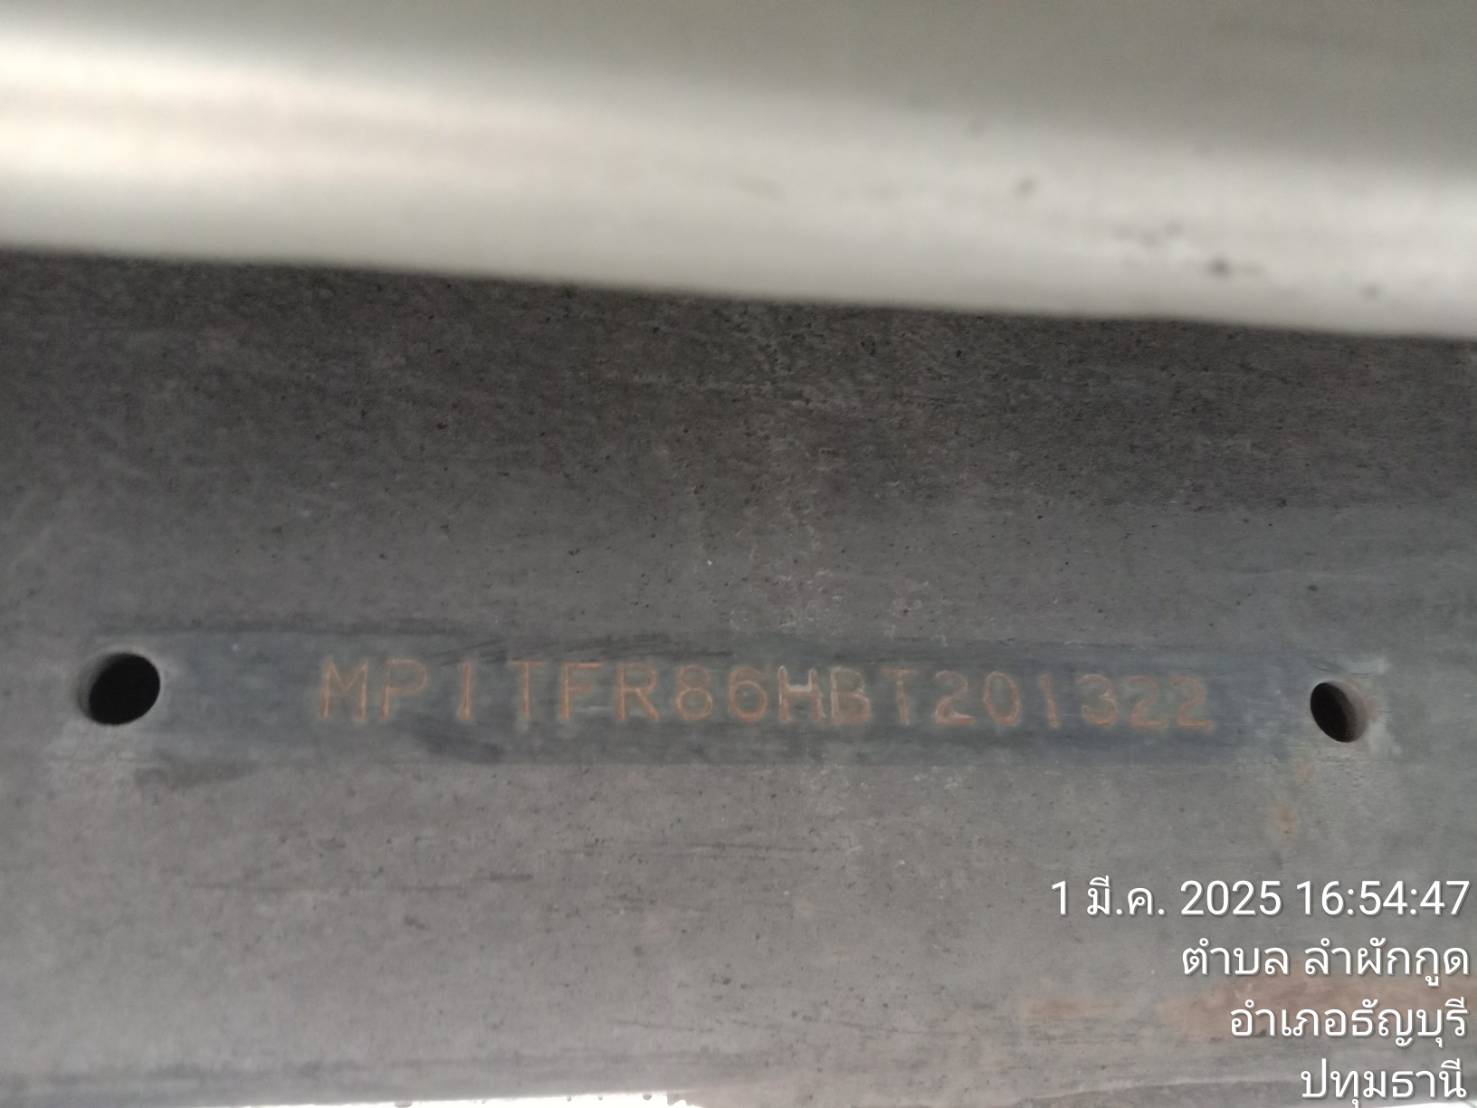 MP1TFR86HBT201322
1 มี.ค. 2025 16:54:47
ตำบล ลำผักกูด
อำเภอธัญบุรี
ปทุมธานี